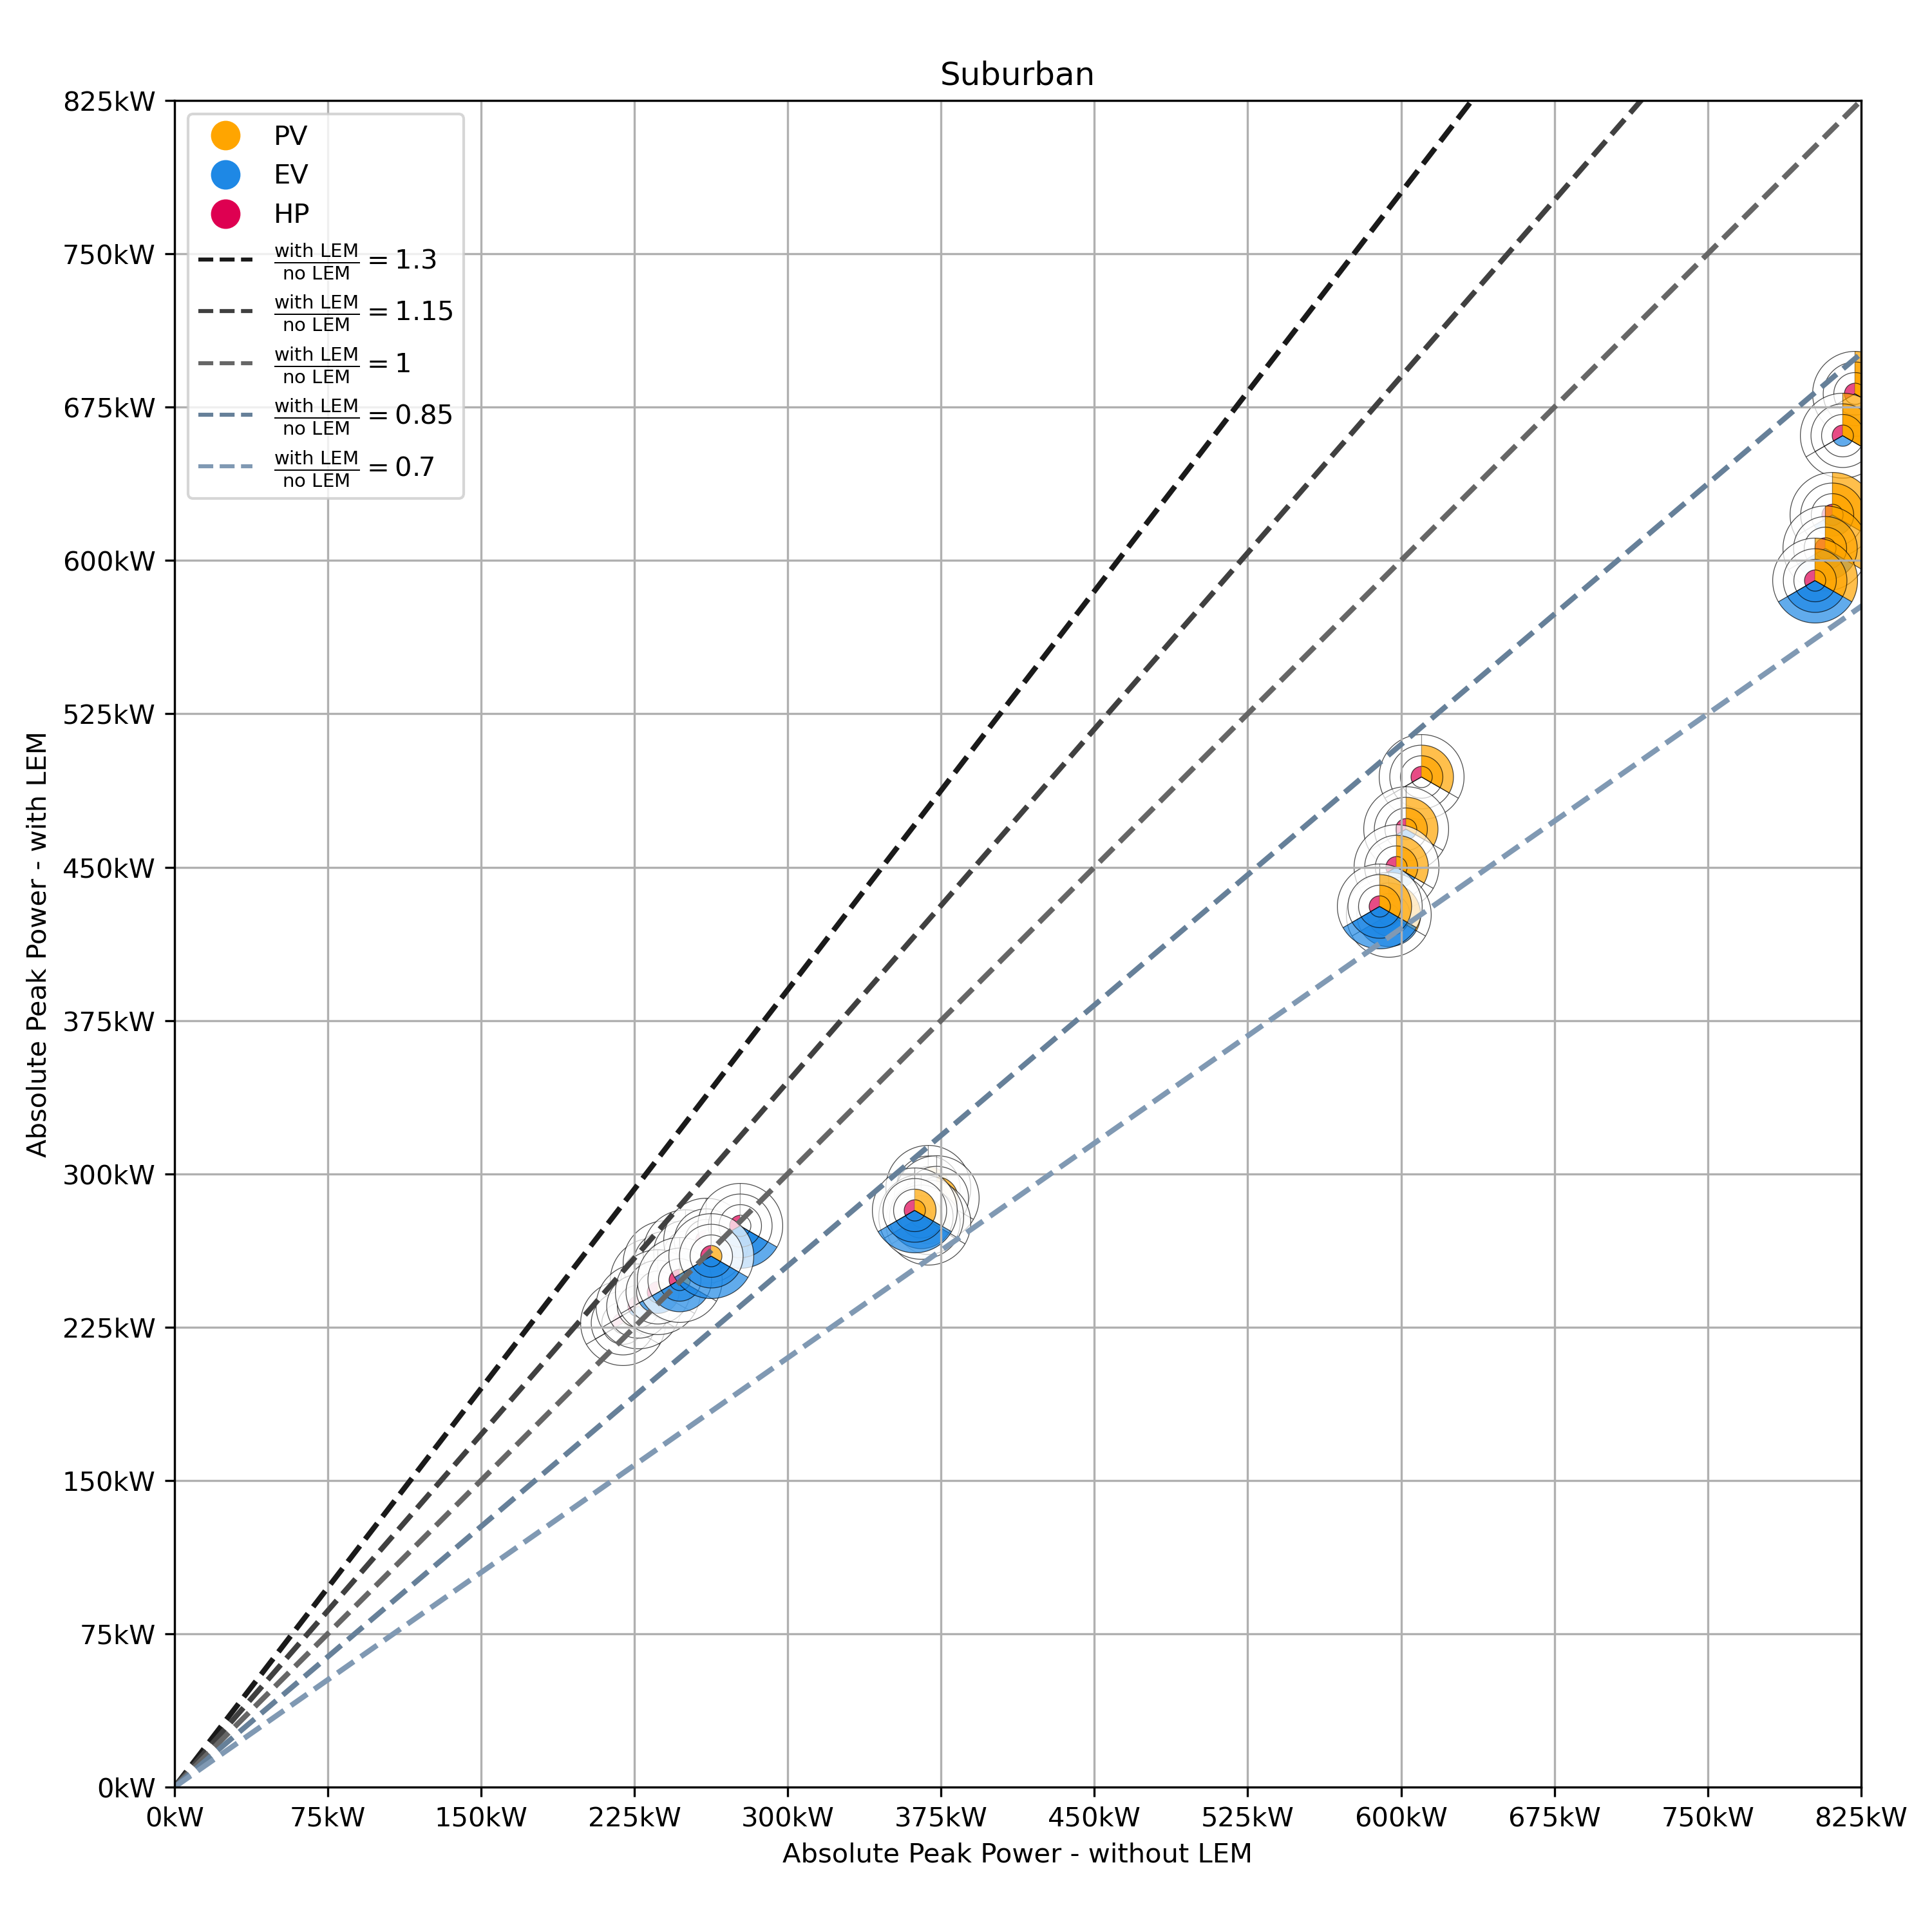 Suburban
825kW
750kW
675kW
600kW
525kW
450kW
375kW
300kW
225kW
150kW
75kW
0kW
Absolute Peak Power - with LEM
PV
EV
HP
with LEM
no LEM
= 1.3
with LEM
no LEM
= 1.15
with LEM
no LEM
= 1
with LEM
no LEM
= 0.85
with LEM
no LEM
= 0.7
0kW 75kW 150kW 225kW 300kW 375kW 450kW 525kW 600kW 675kW 750kW 825kW
Absolute Peak Power - without LEM